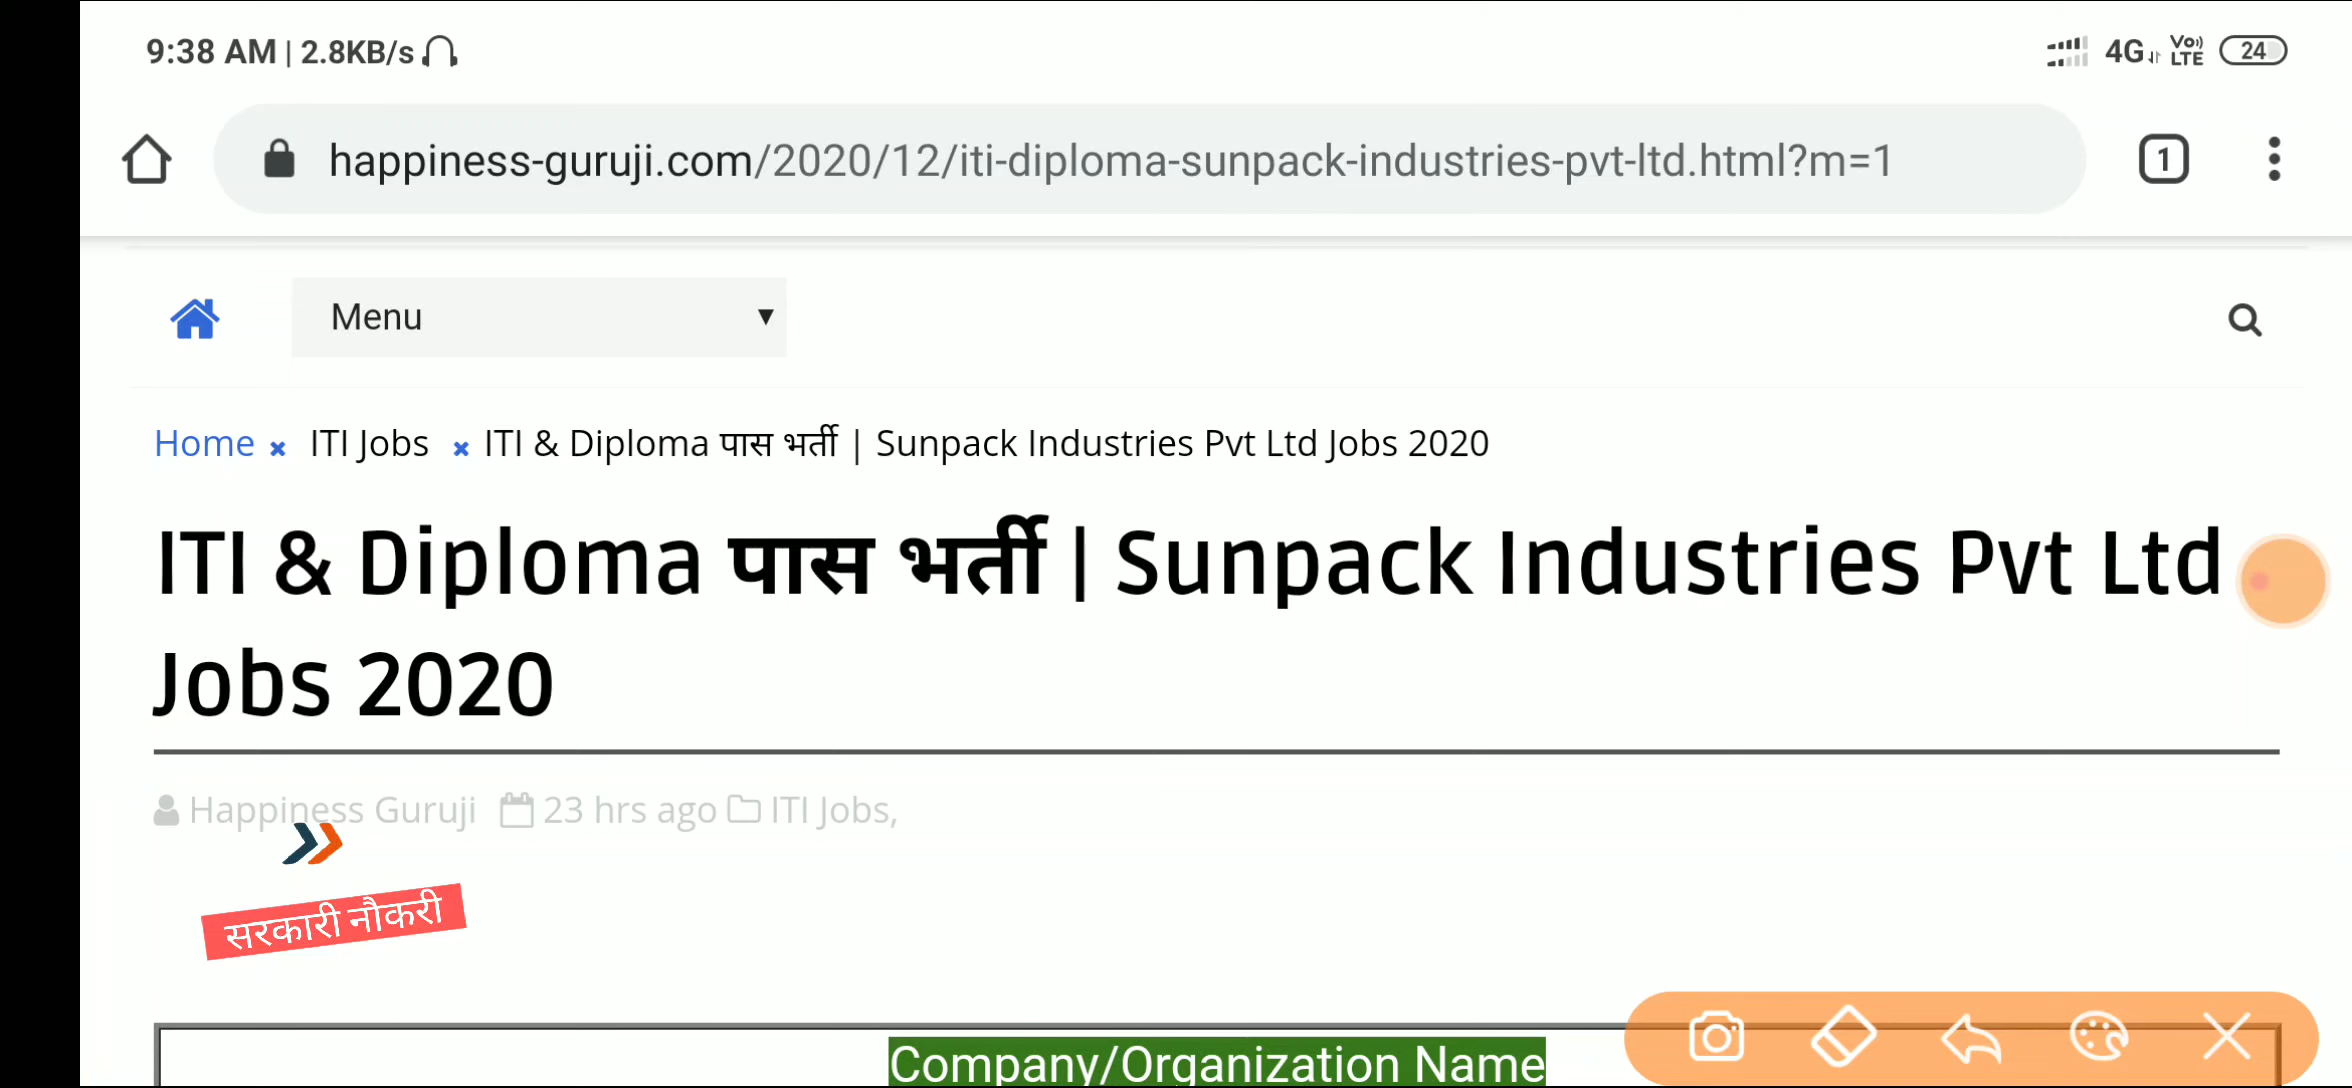 9:38 AM | 2.8KB/s
4G Vo) LTE 24
happiness-guruji.com/2020/12/iti-diploma-sunpack-industries-pvt-ltd.html?m=1
1
Menu
Home × ITI Jobs × ITI & Diploma पास भर्ती | Sunpack Industries Pvt Ltd Jobs 2020
ITI & Diploma पास भर्ती | Sunpack Industries Pvt Ltd
Jobs 2020
Happiness Guruji 23 hrs ago ITI Jobs,
सरकारी नौकरी
Company/Organization Name